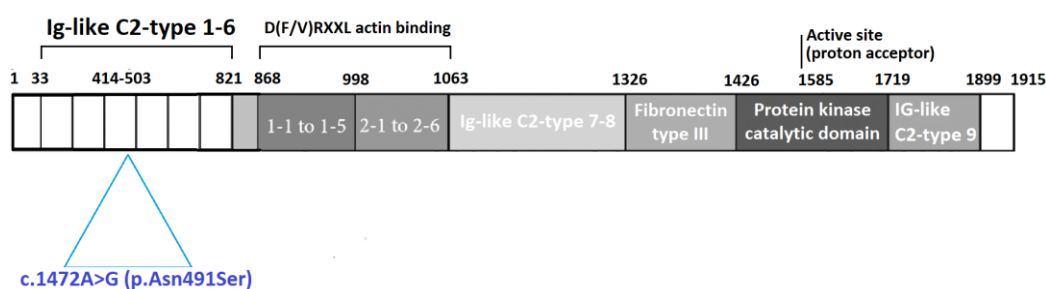 Ig-like C2-type 1-6
D(F/V)RXXL actin binding
Active site
(proton acceptor)
1 33 414-503 821 868 998 1063 1326 1426 1585 1719 1899 1915
1-1 to 1-5
2-1 to 2-6
Ig-like C2-type 7-8
Fibronectin
type III
Protein kinase
catalytic domain
IG-like
C2-type 9
c.1472A>G (p.Asn491Ser)